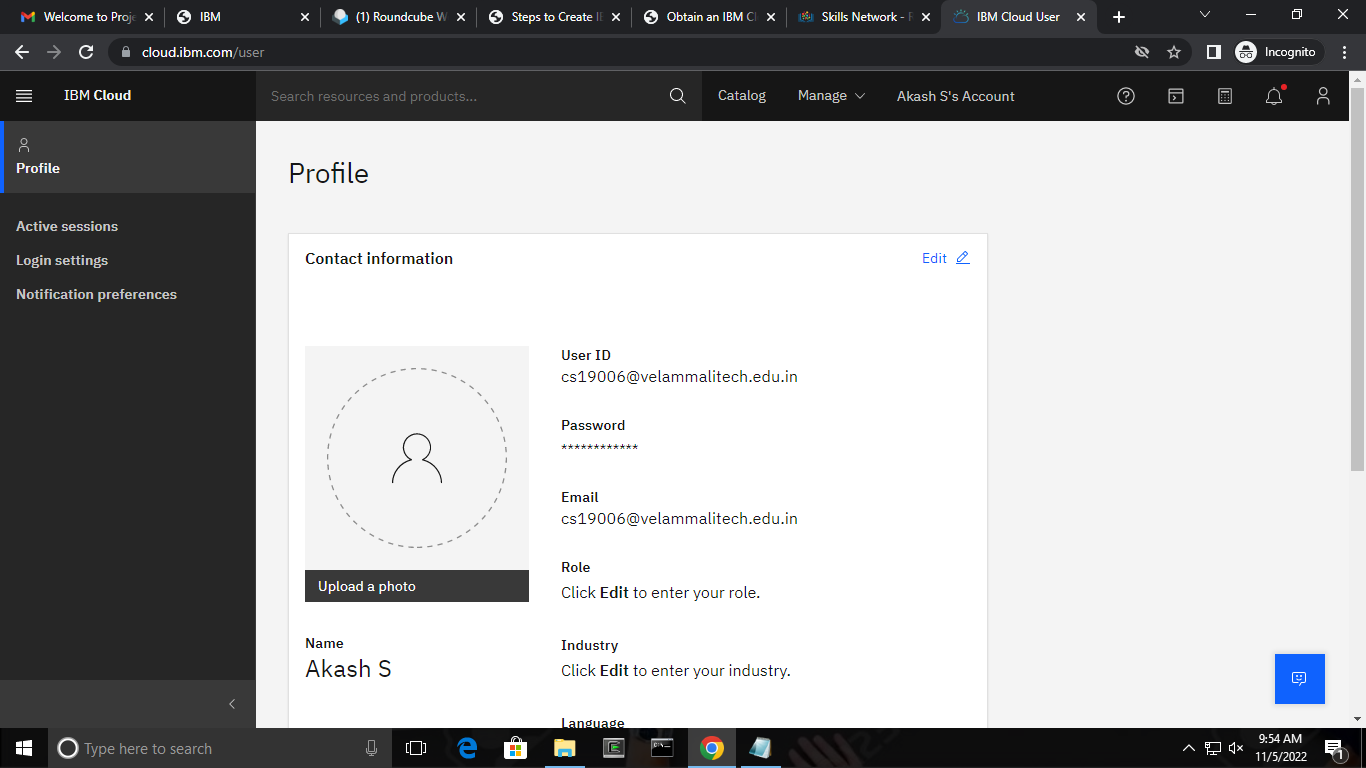 Welcome to Proje
IBM
(1) Roundcube W
Steps to Create I
Obtain an IBM Cl
Skills Network -
IBM Cloud User
cloud.ibm.com/user
Incognito
IBM Cloud
Search resources and products...
Catalog
Manage
Akash S's Account
Profile
Active sessions
Login settings
Notification preferences
Profile
Contact information
Edit
Upload a photo
Name
Akash S
User ID
cs19006@velammalitech.edu.in
Password
************
Email
cs19006@velammalitech.edu.in
Role
Click Edit to enter your role.
Industry
Click Edit to enter your industry.
Language
Type here to search
9:54 AM
11/5/2022
1